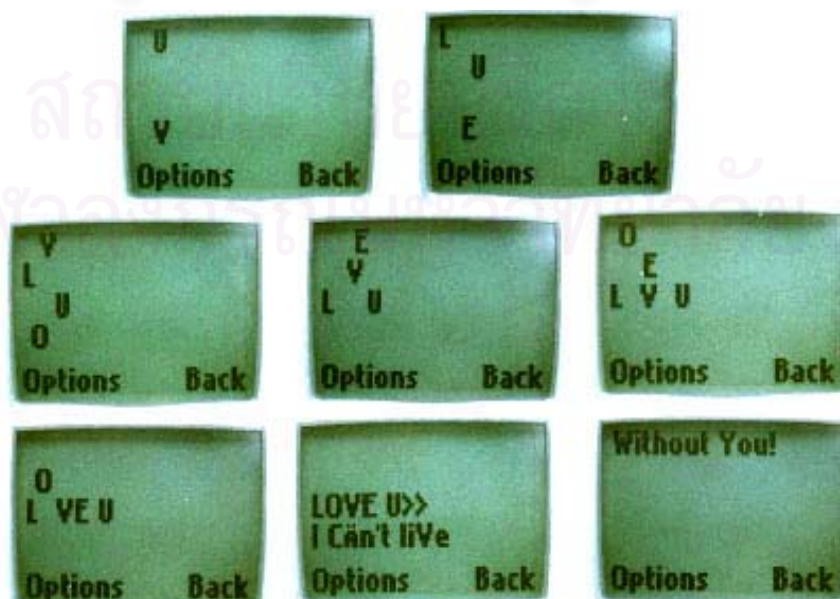 U
V
Options Back
L
U
E
Options Back
V
L
U
O
Options Back
E
V
L U
Options Back
O
E
L V U
Options Back
O
L VE U
Options Back
LOVE U>>
I Cän't liVe
Options Back
Without You!
Options Back